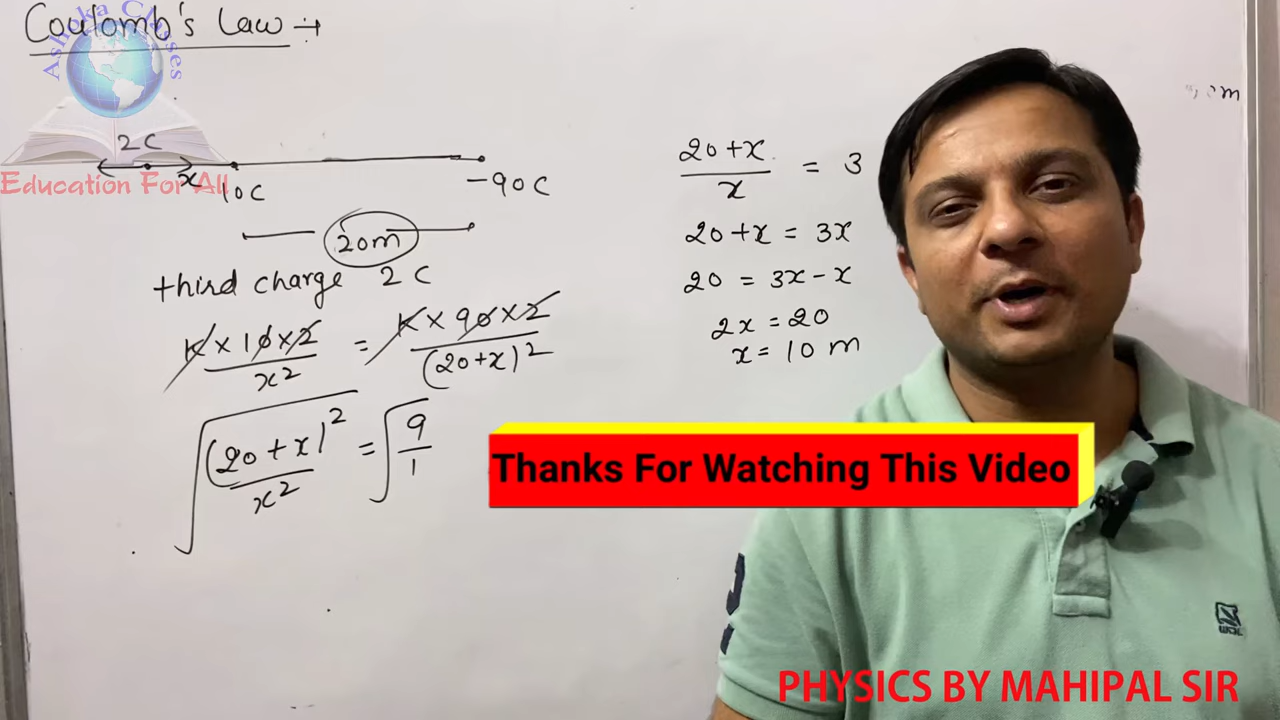 Coulomb's Law :-
Ashoka Classes
Education For All
2C
x
10C
-90C
20m
third charge 2C
K × 10 × 2 / x² = K × 90 × 2 / (20+x)²
√((20+x)² / x²) = √(9/1)
20+x / x = 3
20+x = 3x
20 = 3x - x
2x = 20
x = 10 m
Thanks For Watching This Video
PHYSICS BY MAHIPAL SIR